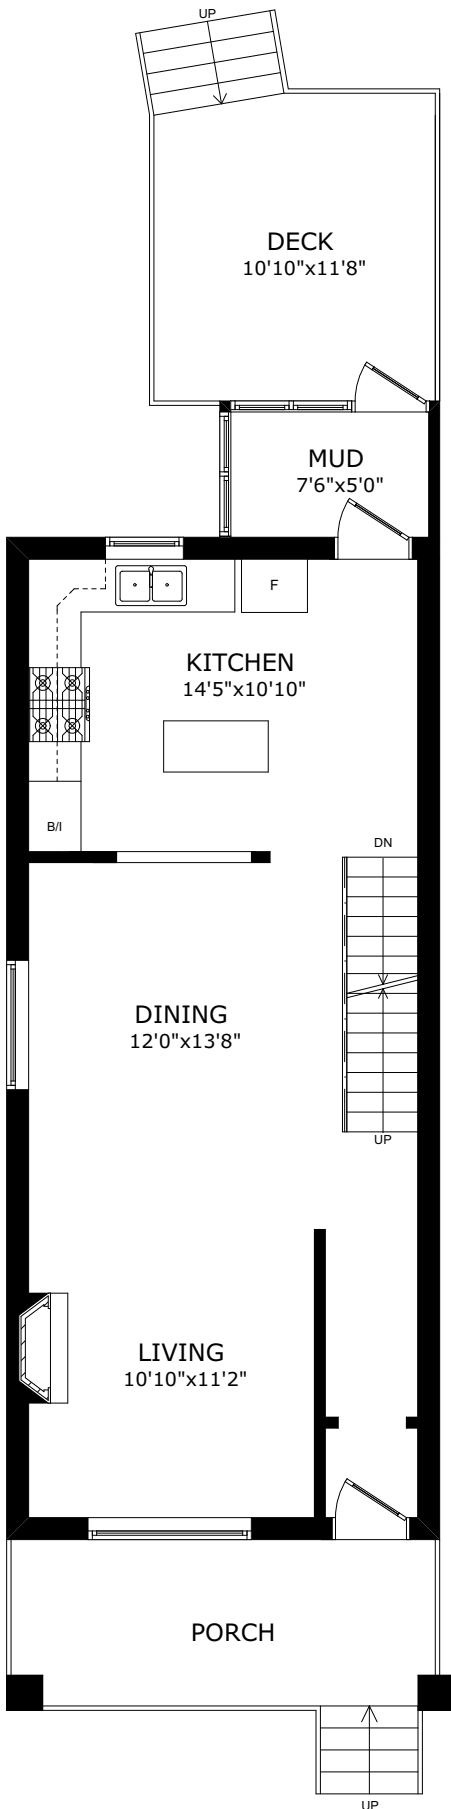 UP
DECK
10'10"x11'8"
MUD
7'6"x5'0"
F
KITCHEN
14'5"x10'10"
B/I
DN
DINING
12'0"x13'8"
UP
LIVING
10'10"x11'2"
PORCH
UP